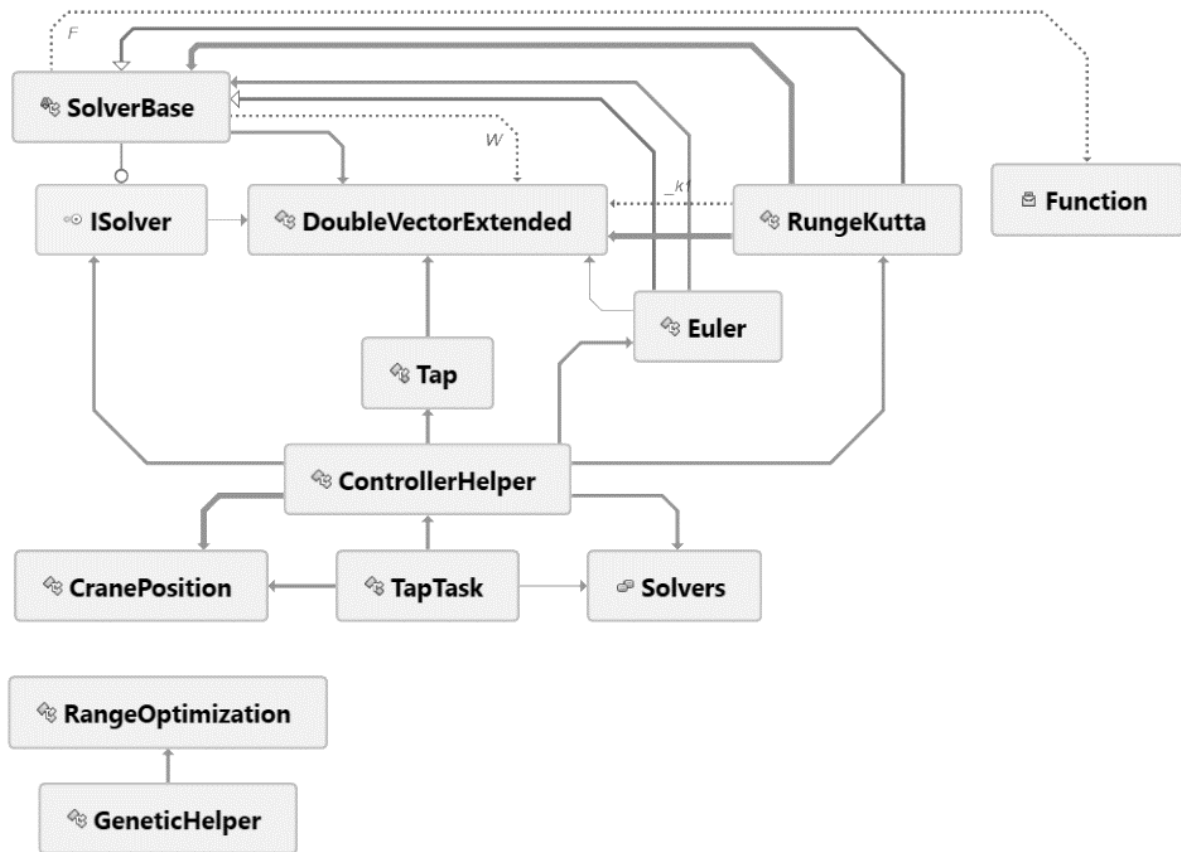 F
SolverBase
W
ISolver
DoubleVectorExtended
_k1
RungeKutta
Function
Euler
Tap
ControllerHelper
CranePosition
TapTask
Solvers
RangeOptimization
GeneticHelper